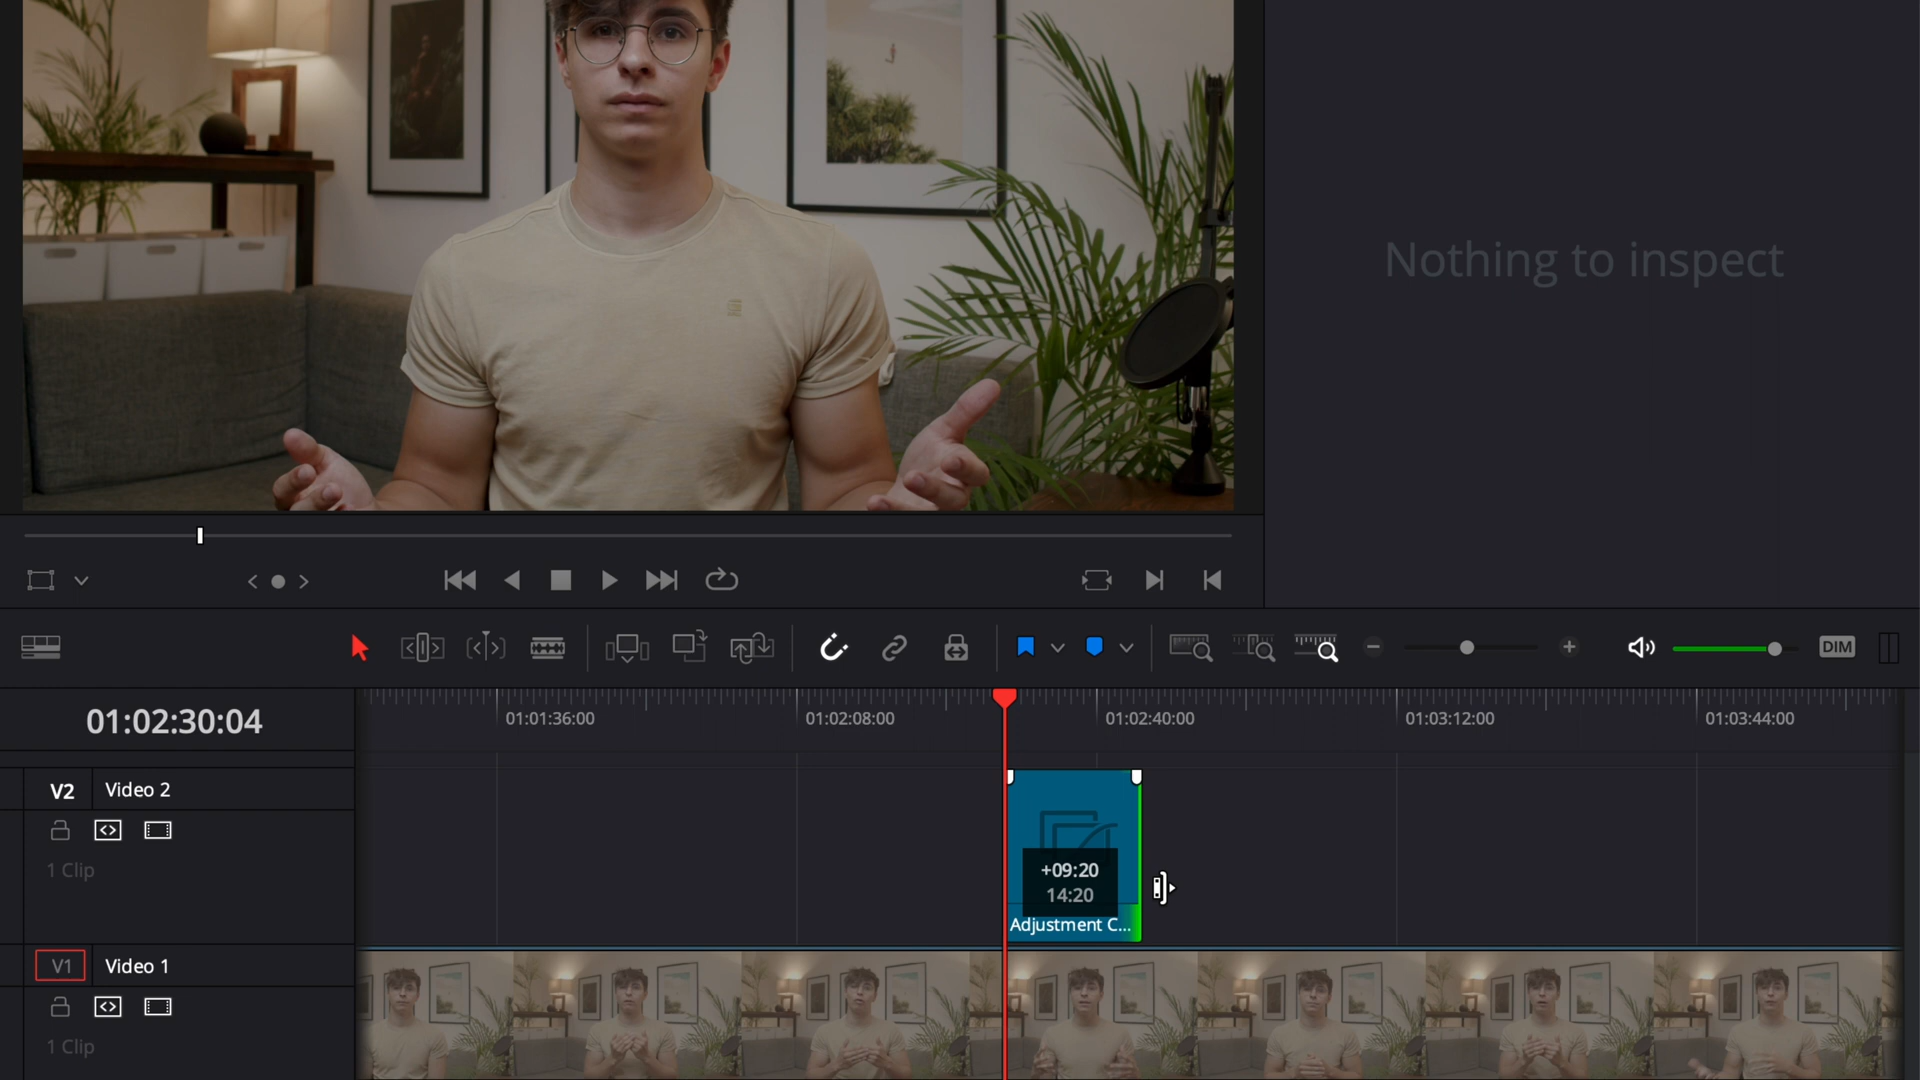 Nothing to inspect
DIM
01:02:30:04
01:01:36:00
01:02:08:00
01:02:40:00
01:03:12:00
01:03:44:00
V2
Video 2
1 Clip
+09:20
14:20
Adjustment C...
V1
Video 1
1 Clip